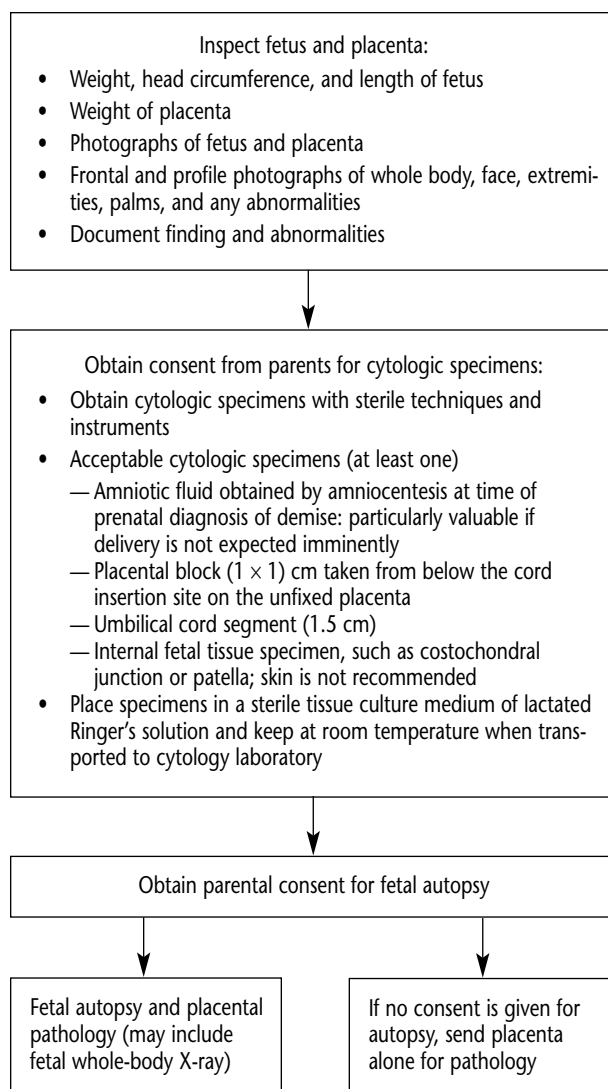 Inspect fetus and placenta:
• Weight, head circumference, and length of fetus
• Weight of placenta
• Photographs of fetus and placenta
• Frontal and profile photographs of whole body, face, extremi-
ties, palms, and any abnormalities
• Document finding and abnormalities
Obtain consent from parents for cytologic specimens:
• Obtain cytologic specimens with sterile techniques and
instruments
• Acceptable cytologic specimens (at least one)
— Amniotic fluid obtained by amniocentesis at time of
prenatal diagnosis of demise: particularly valuable if
delivery is not expected imminently
— Placental block (1 × 1) cm taken from below the cord
insertion site on the unfixed placenta
— Umbilical cord segment (1.5 cm)
— Internal fetal tissue specimen, such as costochondral
junction or patella; skin is not recommended
• Place specimens in a sterile tissue culture medium of lactated
Ringer's solution and keep at room temperature when trans-
ported to cytology laboratory
Obtain parental consent for fetal autopsy
Fetal autopsy and placental
pathology (may include
fetal whole-body X-ray)
If no consent is given for
autopsy, send placenta
alone for pathology